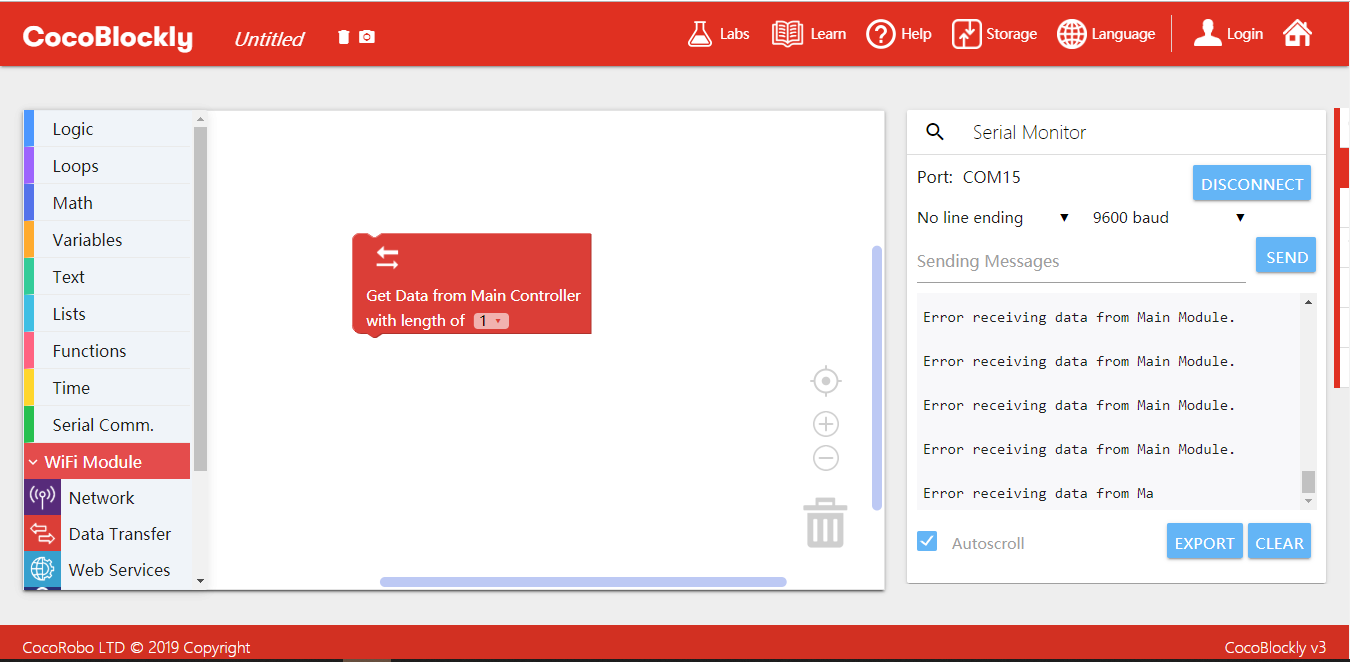 CocoBlockly
Untitled
Labs
Learn
Help
Storage
Language
Login
Logic
Loops
Math
Variables
Text
Lists
Functions
Time
Serial Comm.
WiFi Module
Network
Data Transfer
Web Services
Get Data from Main Controller
with length of 1
Serial Monitor
Port: COM15
DISCONNECT
No line ending
9600 baud
Sending Messages
SEND
Error receiving data from Main Module.
Error receiving data from Main Module.
Error receiving data from Main Module.
Error receiving data from Main Module.
Error receiving data from Ma
Autoscroll
EXPORT
CLEAR
CocoRobo LTD © 2019 Copyright
CocoBlockly v3